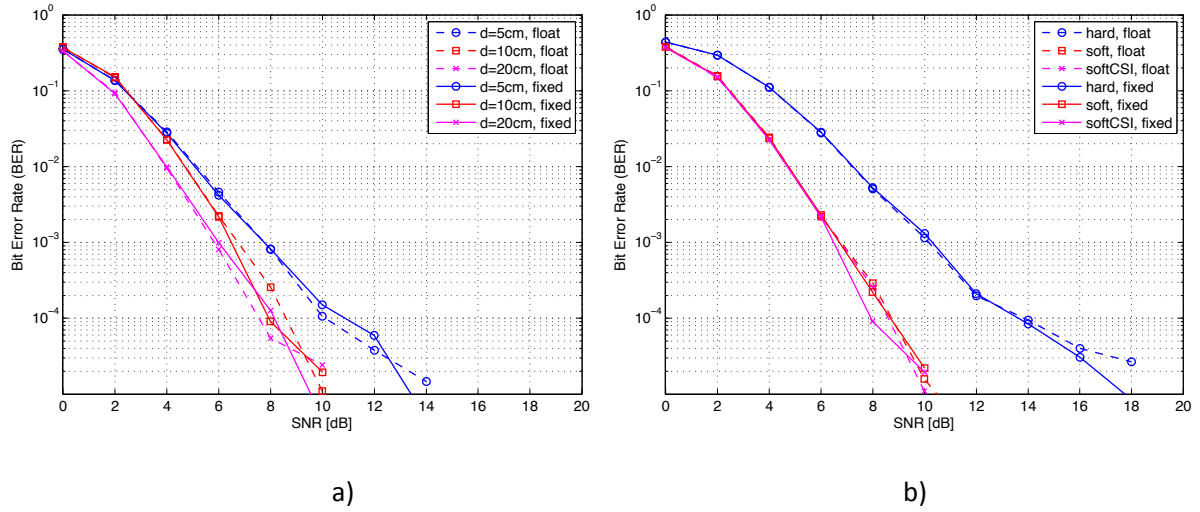 10^0
10^-1
10^-2
10^-3
10^-4
Bit Error Rate (BER)
0 2 4 6 8 10 12 14 16 18 20
SNR [dB]
d=5cm, float
d=10cm, float
d=20cm, float
d=5cm, fixed
d=10cm, fixed
d=20cm, fixed
a)
10^0
10^-1
10^-2
10^-3
10^-4
Bit Error Rate (BER)
0 2 4 6 8 10 12 14 16 18 20
SNR [dB]
hard, float
soft, float
softCSI, float
hard, fixed
soft, fixed
softCSI, fixed
b)